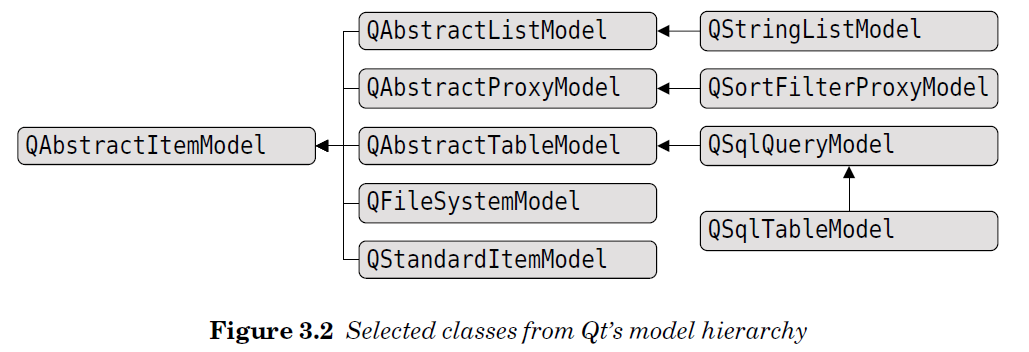 QAbstractListModel
QStringListModel
QAbstractProxyModel
QSortFilterProxyModel
QAbstractItemModel
QAbstractTableModel
QSqlQueryModel
QFileSystemModel
QSqlTableModel
QStandardItemModel
Figure 3.2 Selected classes from Qt’s model hierarchy